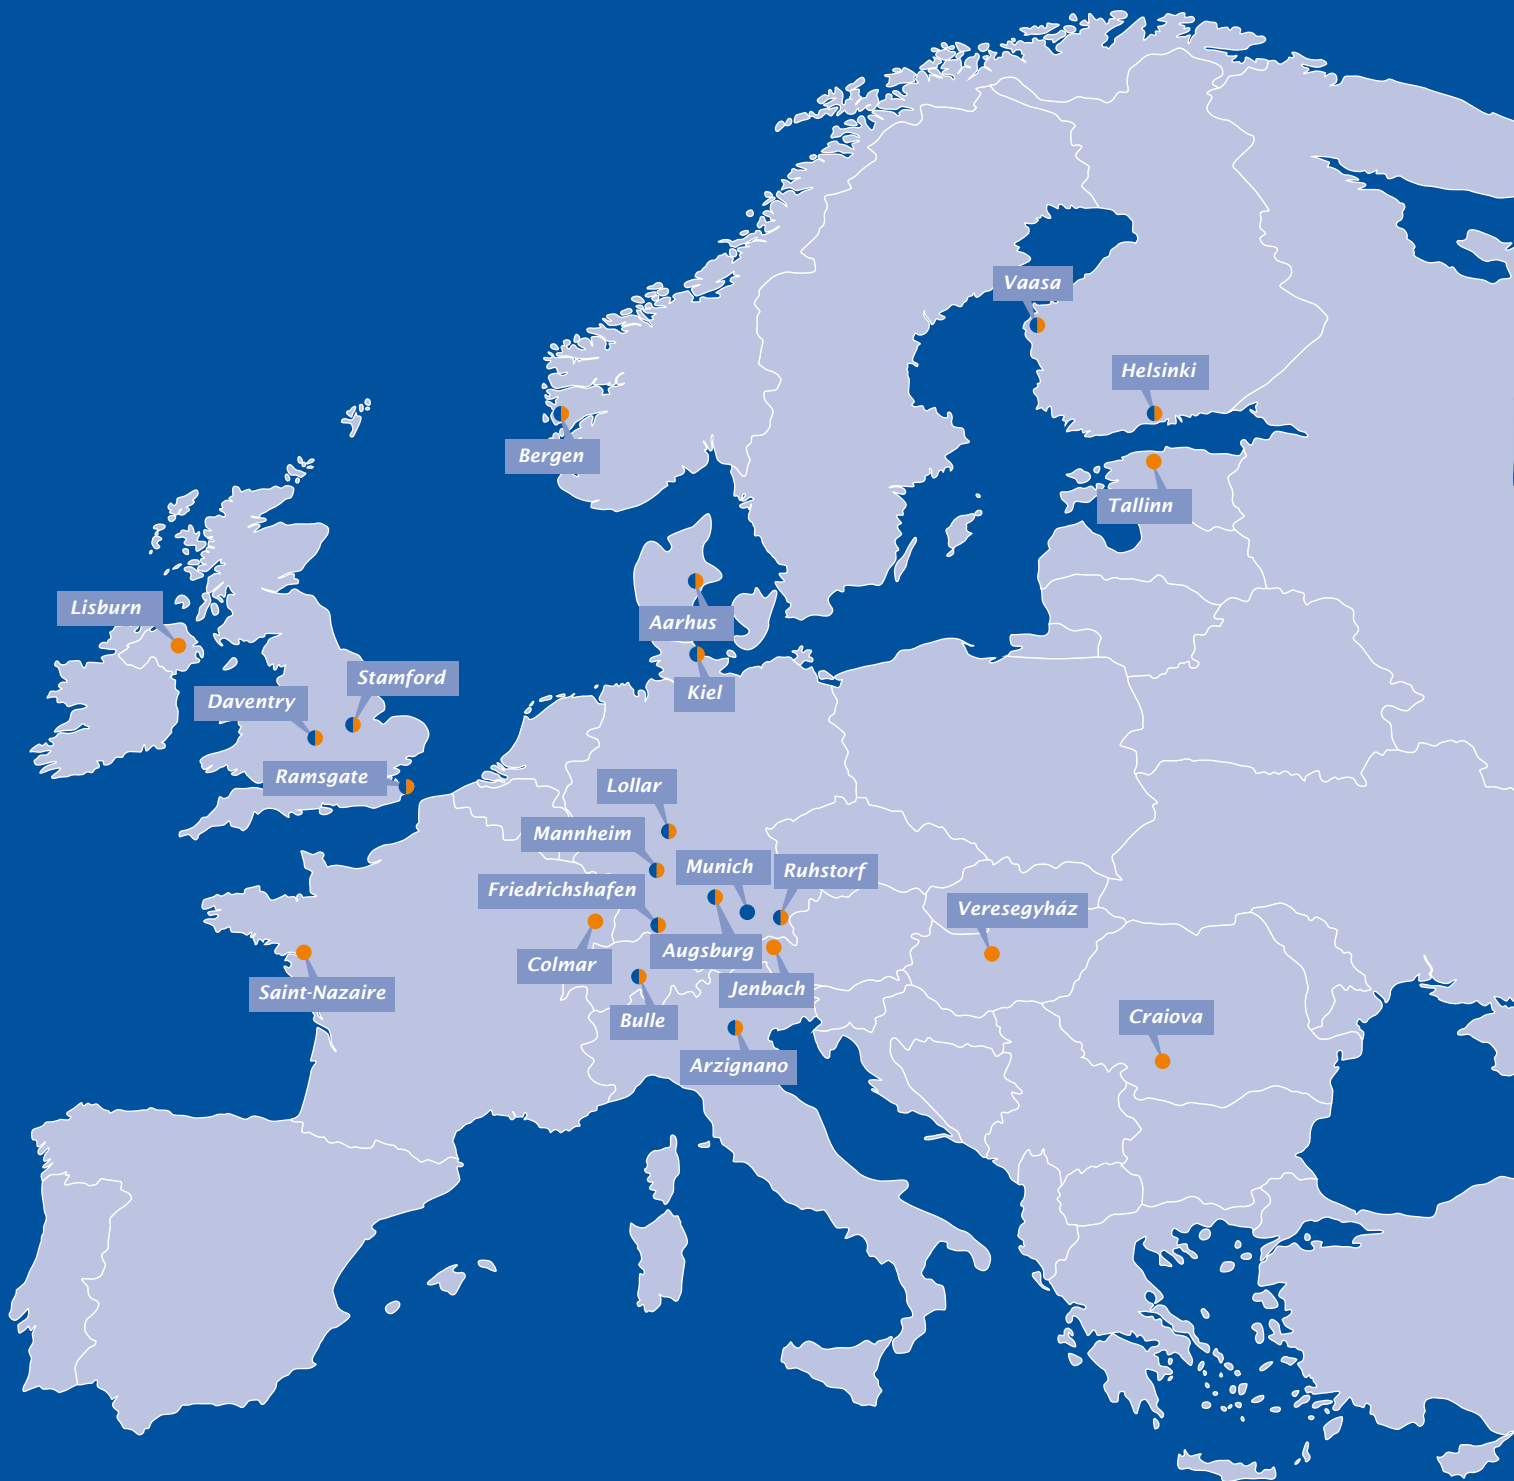 Vaasa
Helsinki
Bergen
Tallinn
Lisburn
Aarhus
Stamford
Kiel
Daventry
Ramsgate
Lollar
Mannheim
Munich
Ruhstorf
Friedrichshafen
Veresegyház
Augsburg
Colmar
Jenbach
Saint-Nazaire
Bulle
Craiova
Arzignano